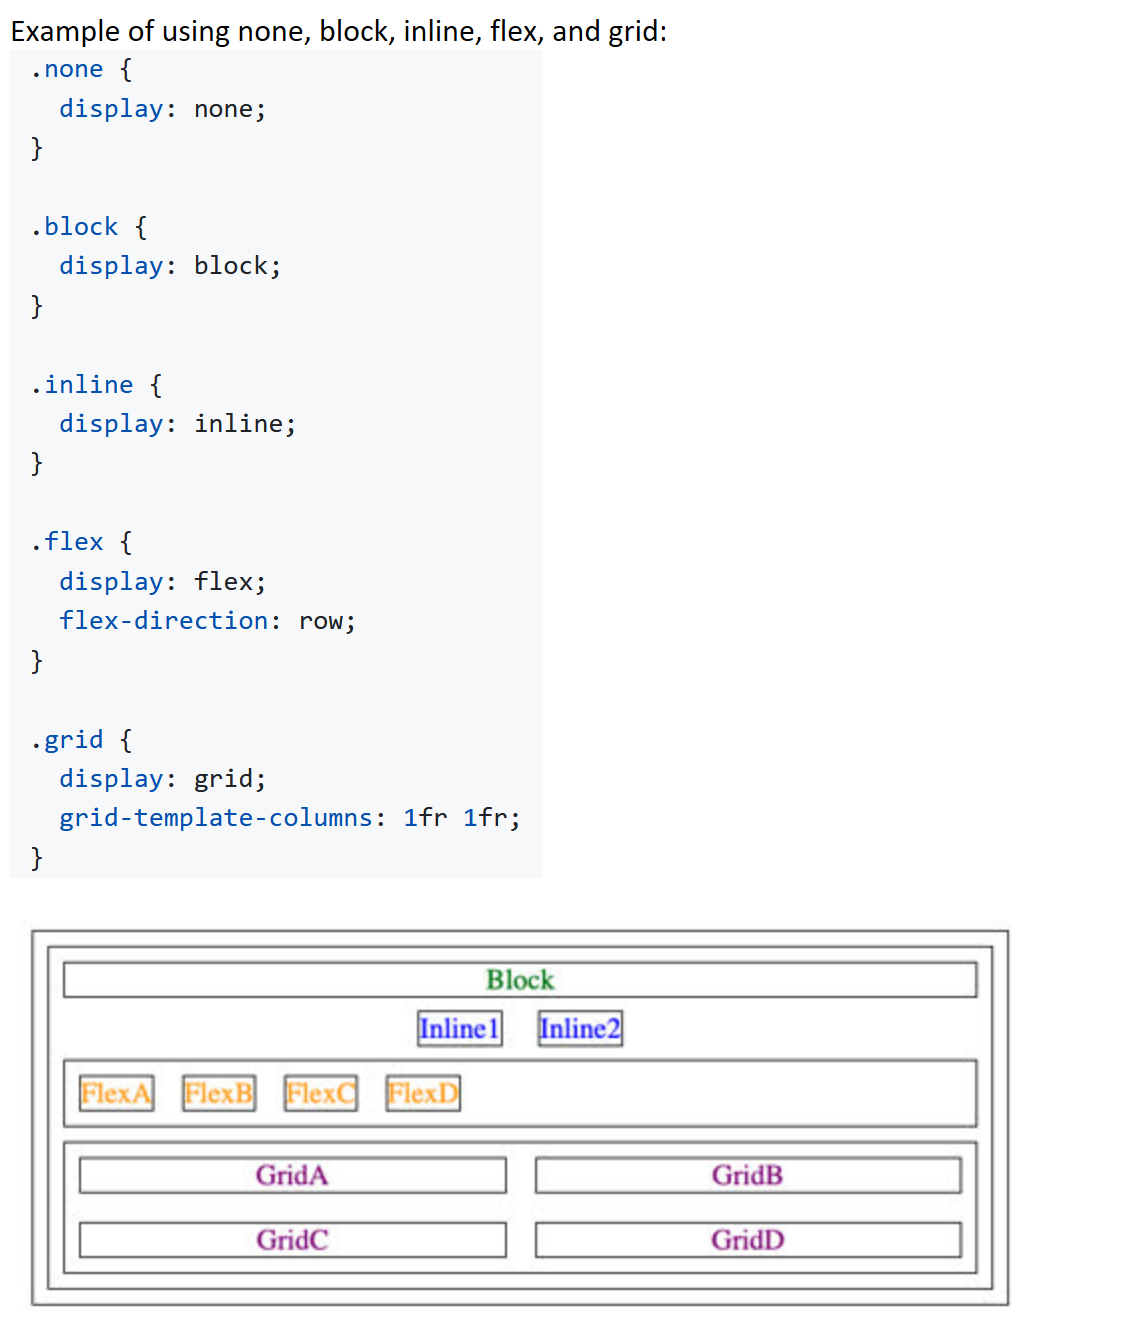 Example of using none, block, inline, flex, and grid:
.none {
  display: none;
}
.block {
  display: block;
}
.inline {
  display: inline;
}
.flex {
  display: flex;
  flex-direction: row;
}
.grid {
  display: grid;
  grid-template-columns: 1fr 1fr;
}
Block
Inline1 Inline2
FlexA FlexB FlexC FlexD
GridA GridB
GridC GridD